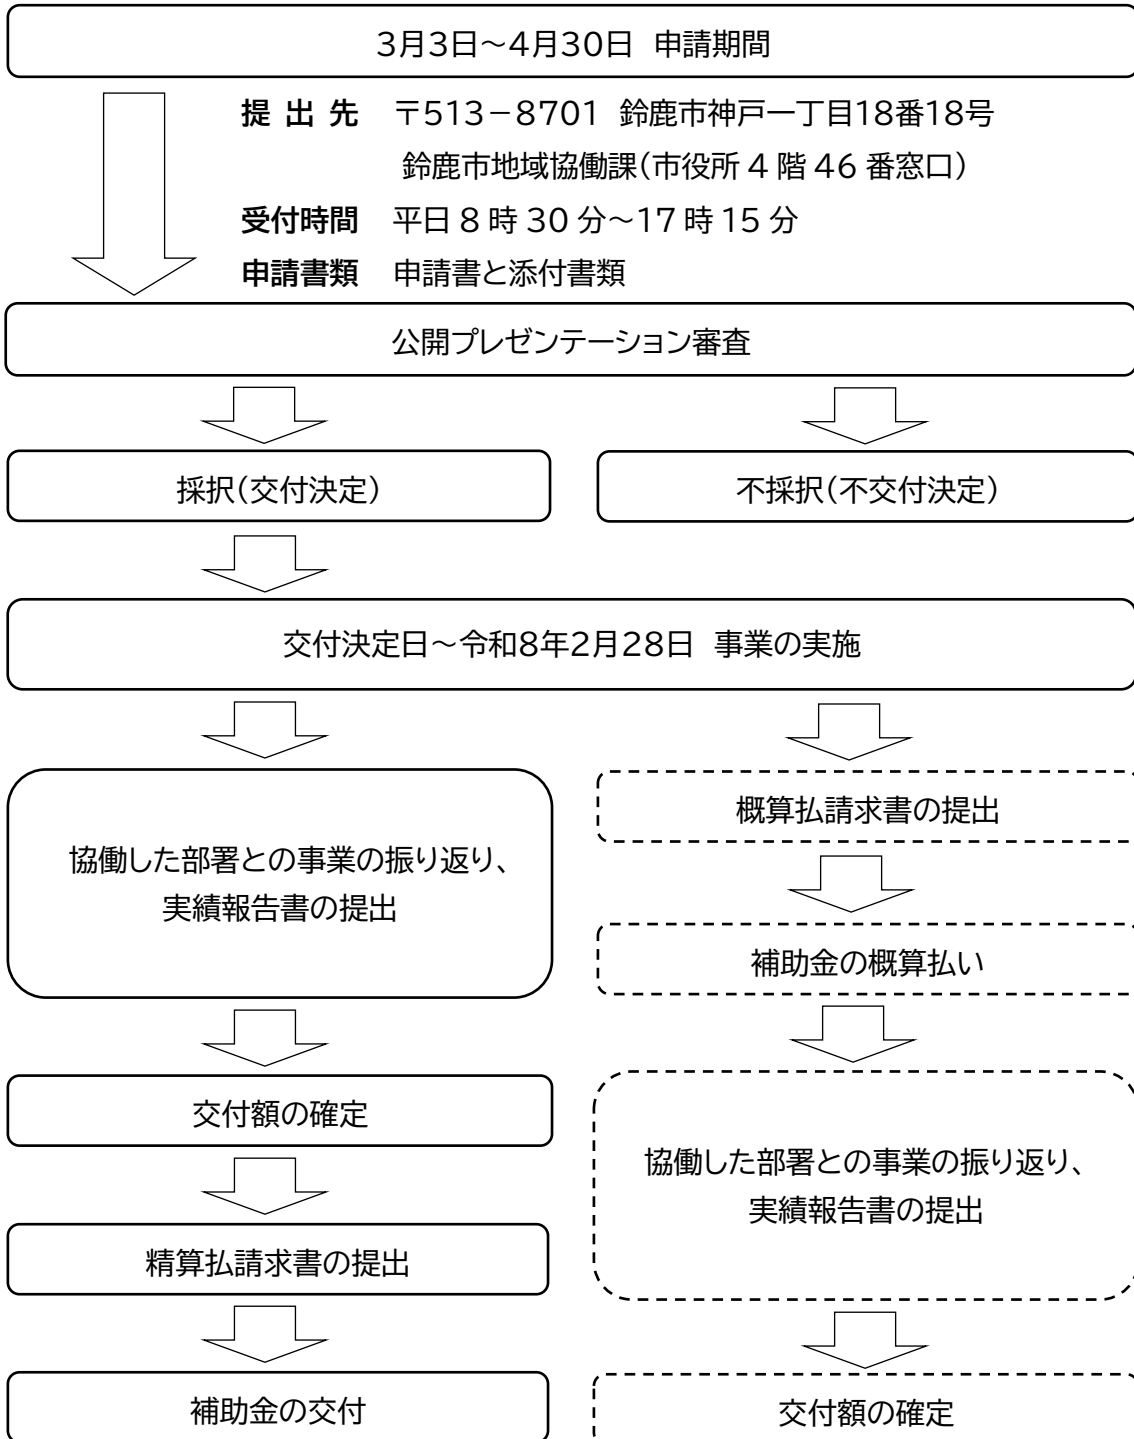 3月3日～4月30日 申請期間
提出先 〒513－8701 鈴鹿市神戸一丁目18番18号
鈴鹿市地域協働課（市役所4階46番窓口）
受付時間 平日8時30分～17時15分
申請書類 申請書と添付書類
公開プレゼンテーション審査
採択（交付決定）
不採択（不交付決定）
交付決定日～令和8年2月28日 事業の実施
協働した部署との事業の振り返り、
実績報告書の提出
交付額の確定
精算払請求書の提出
補助金の交付
概算払請求書の提出
補助金の概算払い
協働した部署との事業の振り返り、
実績報告書の提出
交付額の確定